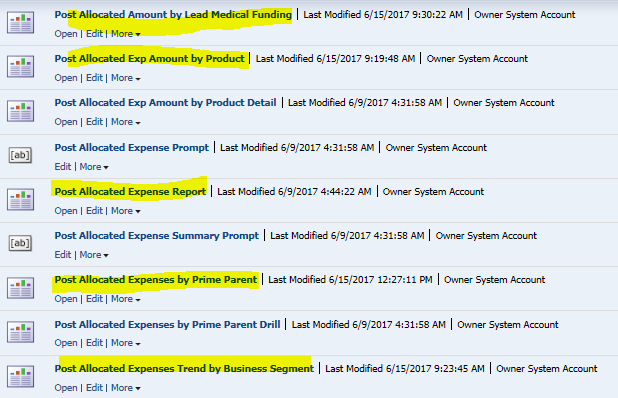 Post Allocated Amount by Lead Medical Funding | Last Modified 6/15/2017 9:30:22 AM | Owner System Account
Open | Edit | More
Post Allocated Exp Amount by Product | Last Modified 6/15/2017 9:19:48 AM | Owner System Account
Open | Edit | More
Post Allocated Exp Amount by Product Detail | Last Modified 6/9/2017 4:31:58 AM | Owner System Account
Open | Edit | More
[ab] Post Allocated Expense Prompt | Last Modified 6/9/2017 4:31:58 AM | Owner System Account
Edit | More
Post Allocated Expense Report | Last Modified 6/9/2017 4:44:22 AM | Owner System Account
Open | Edit | More
[ab] Post Allocated Expense Summary Prompt | Last Modified 6/9/2017 4:31:58 AM | Owner System Account
Edit | More
Post Allocated Expenses by Prime Parent | Last Modified 6/15/2017 12:27:11 PM | Owner System Account
Open | Edit | More
Post Allocated Expenses by Prime Parent Drill | Last Modified 6/9/2017 4:31:58 AM | Owner System Account
Open | Edit | More
Post Allocated Expenses Trend by Business Segment | Last Modified 6/15/2017 9:23:45 AM | Owner System Account
Open | Edit | More